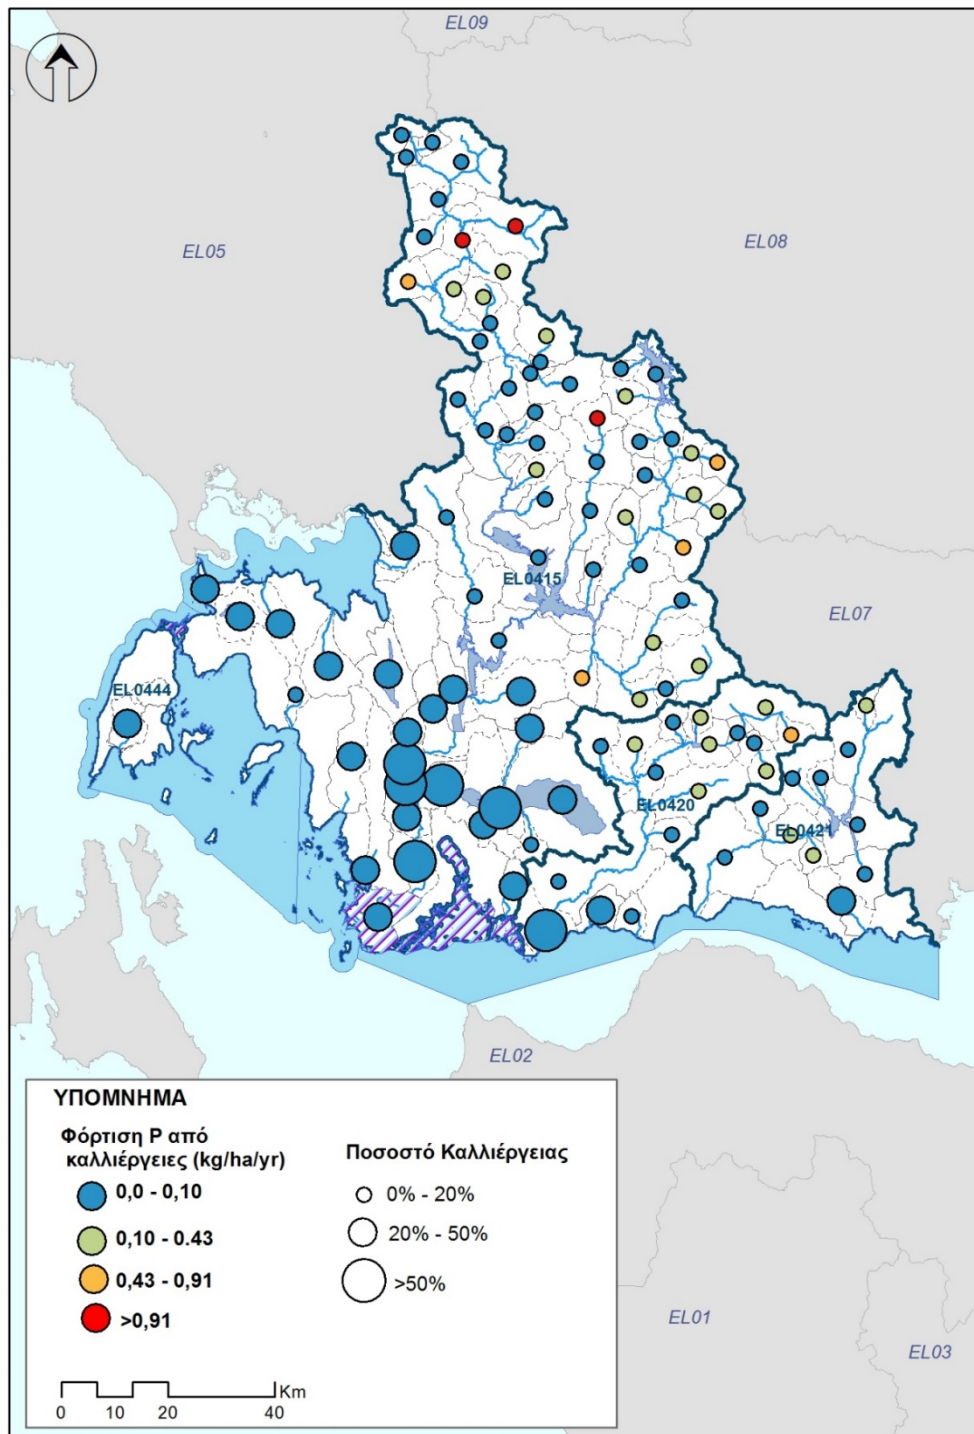 EL09
EL05
EL08
EL0415
EL07
EL0444
EL0420
EL0421
EL02
ΥΠΟΜΝΗΜΑ
Φόρτιση P από
καλλιέργειες (kg/ha/yr)
0,0 - 0,10
0,10 - 0.43
0,43 - 0,91
>0,91
Ποσοστό Καλλιέργειας
0% - 20%
20% - 50%
>50%
Km
0 10 20 40
EL01
EL03